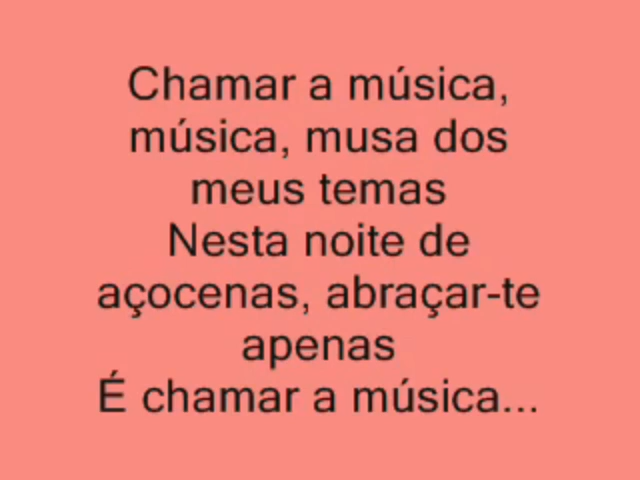 Chamar a música,
música, musa dos
meus temas
Nesta noite de
açocenas, abraçar-te
apenas
É chamar a música...